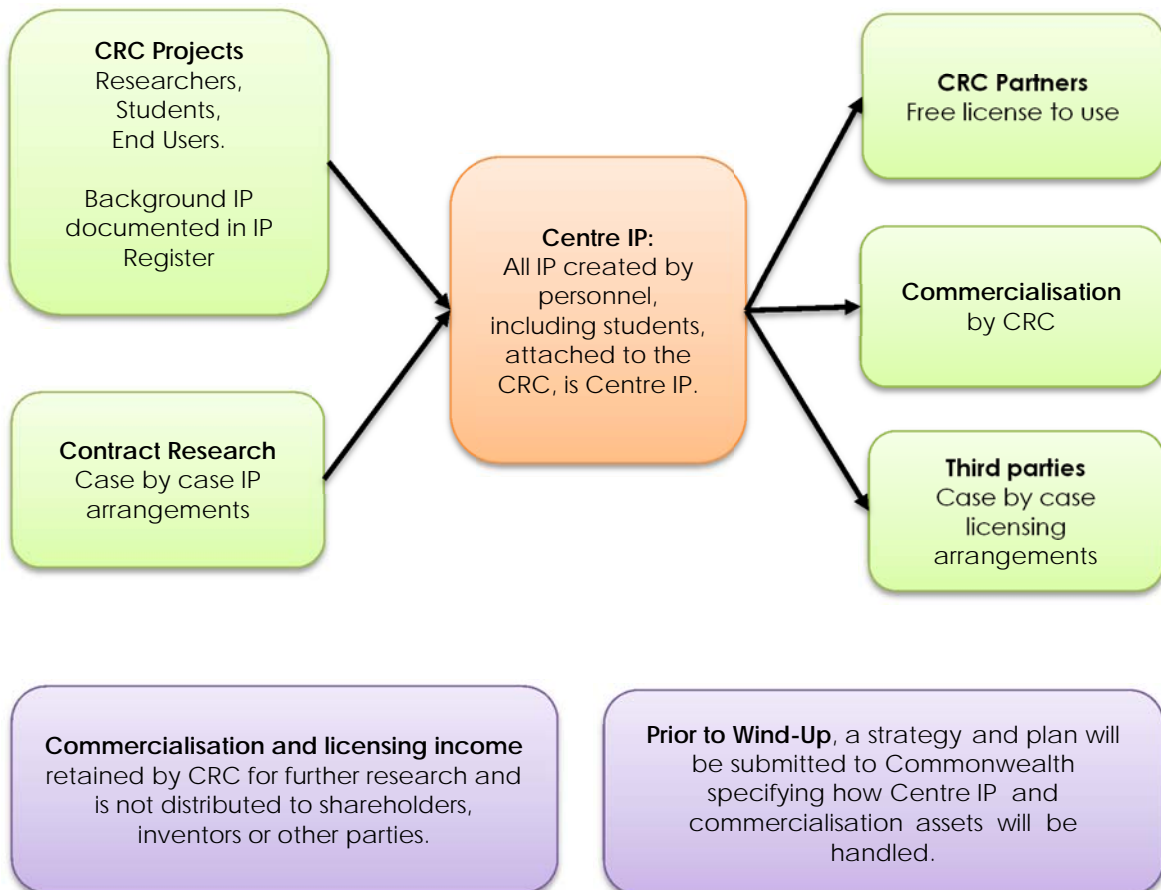 CRC Projects
Researchers,
Students,
End Users.
Background IP
documented in IP
Register
Contract Research
Case by case IP
arrangements
Centre IP:
All IP created by
personnel,
including students,
attached to the
CRC, is Centre IP.
CRC Partners
Free license to use
Commercialisation
by CRC
Third parties
Case by case
licensing
arrangements
Commercialisation and licensing income
retained by CRC for further research and
is not distributed to shareholders,
inventors or other parties.
Prior to Wind-Up, a strategy and plan will
be submitted to Commonwealth
specifying how Centre IP and
commercialisation assets will be
handled.